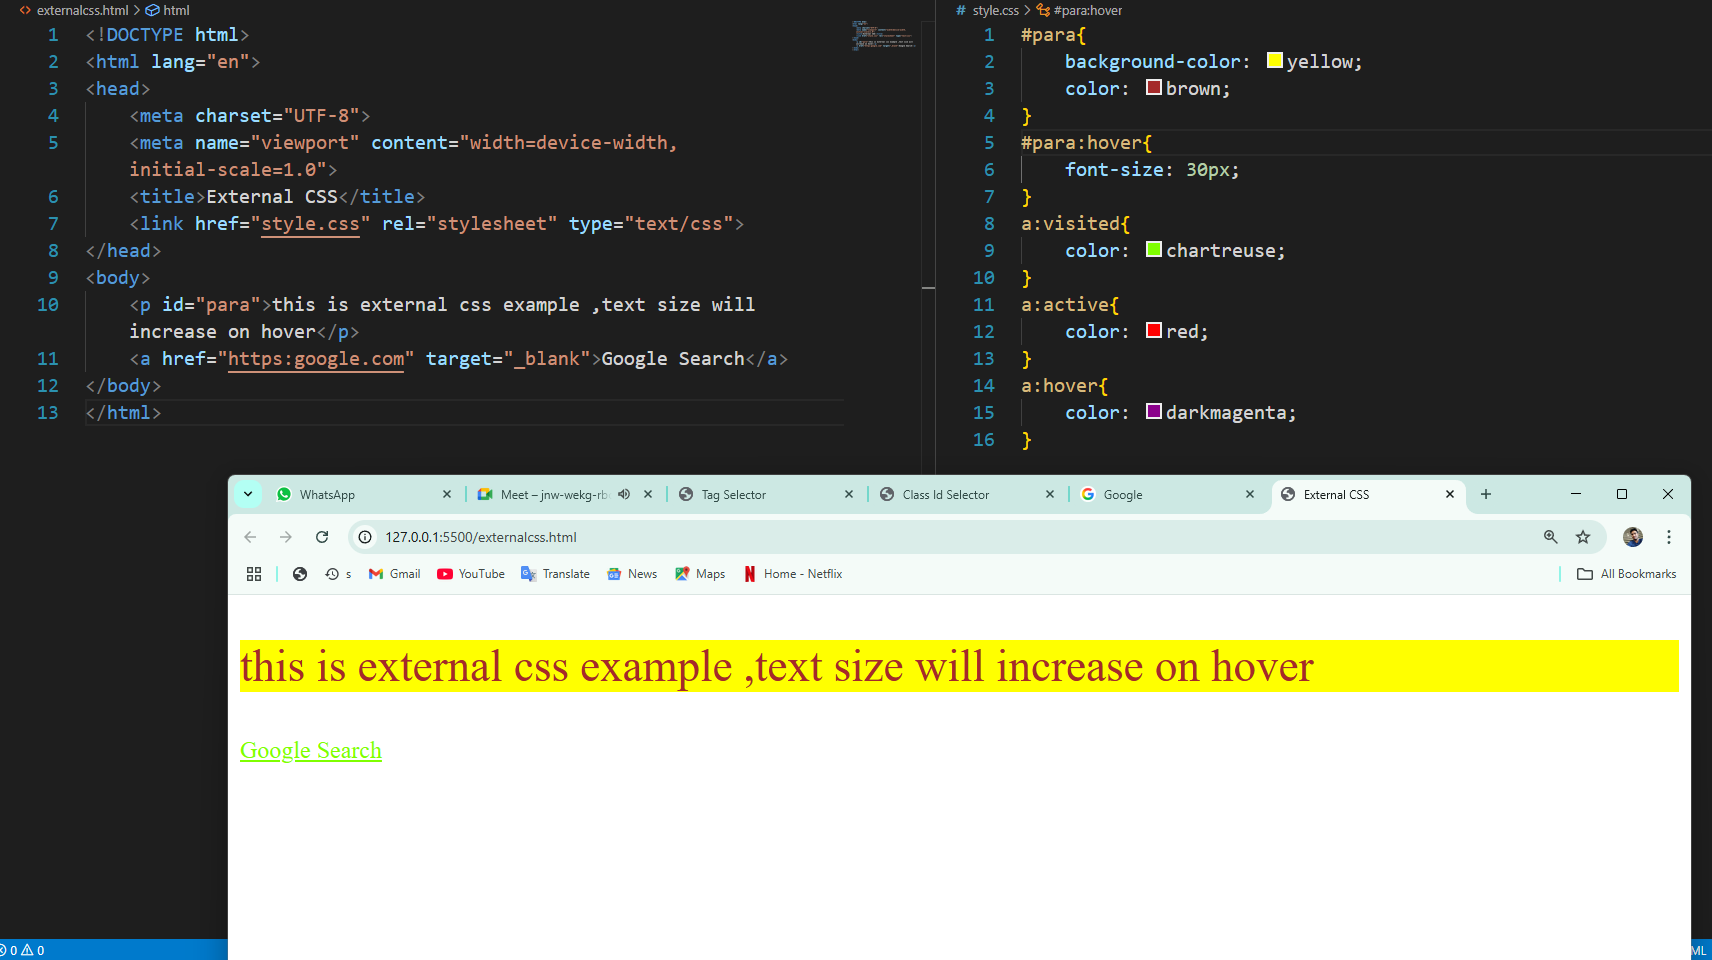 externalcss.html > html
1 <!DOCTYPE html>
2 <html lang="en">
3 <head>
4 <meta charset="UTF-8">
5 <meta name="viewport" content="width=device-width,
initial-scale=1.0">
6 <title>External CSS</title>
7 <link href="style.css" rel="stylesheet" type="text/css">
8 </head>
9 <body>
10 <p id="para">this is external css example ,text size will
increase on hover</p>
11 <a href="https:google.com" target="_blank">Google Search</a>
12 </body>
13 </html>
# style.css > #para:hover
1 #para{
2 background-color: yellow;
3 color: brown;
4 }
5 #para:hover{
6 font-size: 30px;
7 }
8 a:visited{
9 color: chartreuse;
10 }
11 a:active{
12 color: red;
13 }
14 a:hover{
15 color: darkmagenta;
16 }
WhatsApp
Meet – jnw-wekg-rb
Tag Selector
Class Id Selector
Google
External CSS
127.0.0.1:5500/externalcss.html
s
Gmail
YouTube
Translate
News
Maps
Home - Netflix
All Bookmarks
this is external css example ,text size will increase on hover
Google Search
0 0
ML